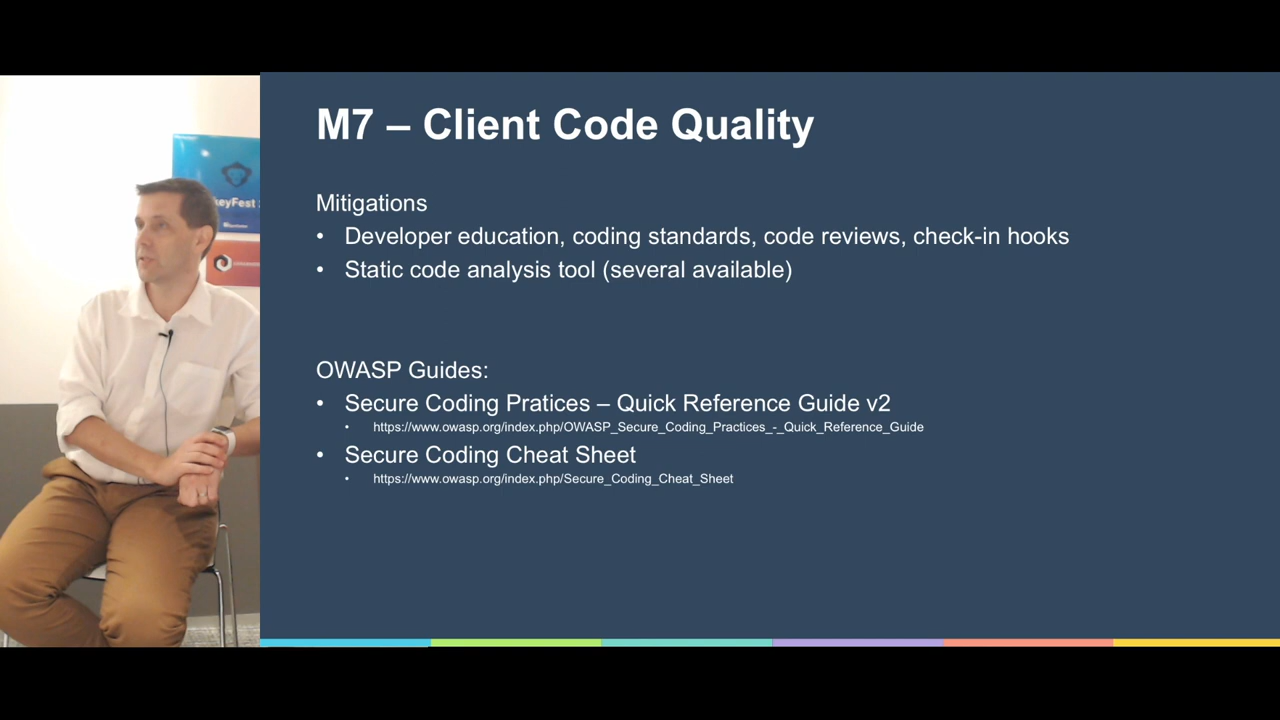 M7 – Client Code Quality
Mitigations
• Developer education, coding standards, code reviews, check-in hooks
• Static code analysis tool (several available)
OWASP Guides:
• Secure Coding Pratices – Quick Reference Guide v2
• https://www.owasp.org/index.php/OWASP_Secure_Coding_Practices_-_Quick_Reference_Guide
• Secure Coding Cheat Sheet
• https://www.owasp.org/index.php/Secure_Coding_Cheat_Sheet
keyFest